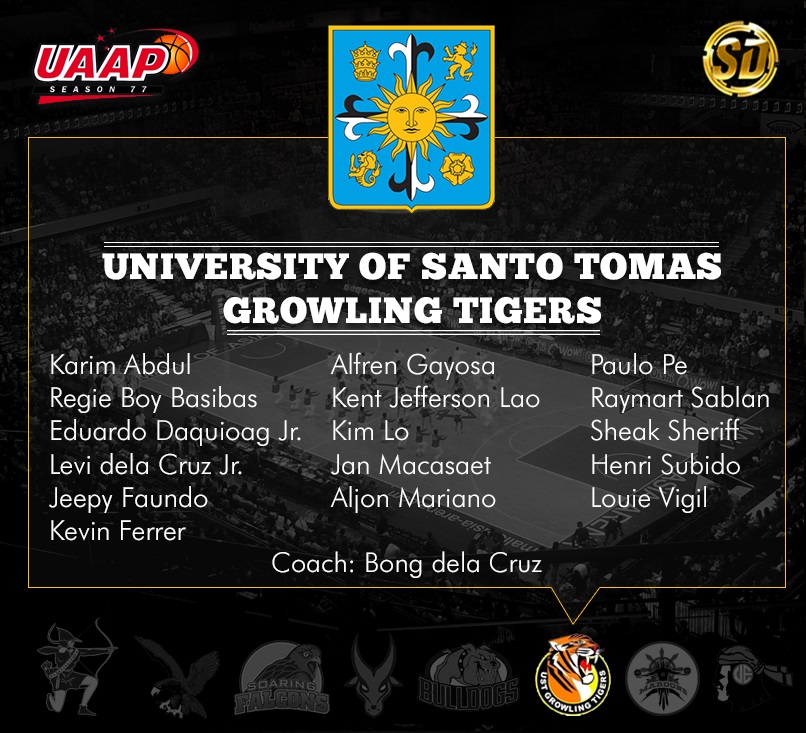 UAAP
SEASON 77
SD
UNIVERSITY OF SANTO TOMAS
GROWLING TIGERS
Karim Abdul
Regie Boy Basibas
Eduardo Daquioag Jr.
Levi dela Cruz Jr.
Jeepy Faundo
Kevin Ferrer
Alfren Gayosa
Kent Jefferson Lao
Kim Lo
Jan Macasaet
Aljon Mariano
Paulo Pe
Raymart Sablan
Sheak Sheriff
Henri Subido
Louie Vigil
Coach: Bong dela Cruz
SOARING
FALCONS
BULLDOGS
UST GROWLING TIGERS
UE